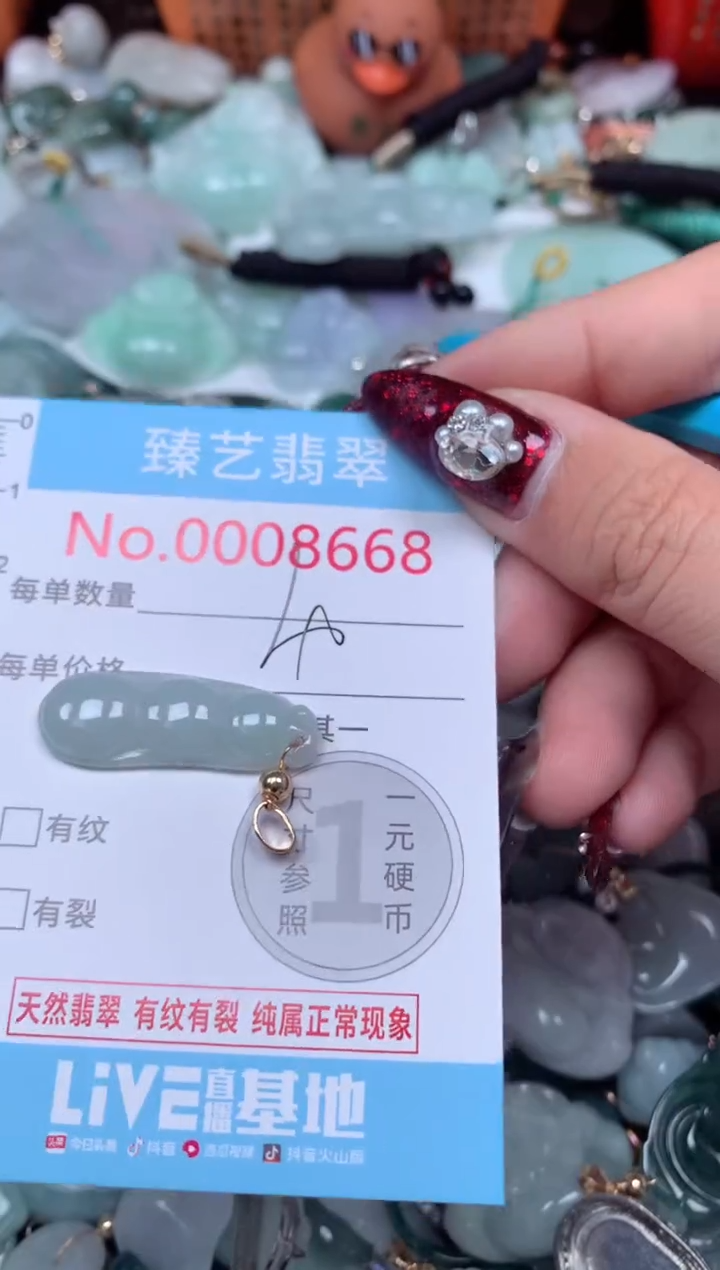 0
1
2
臻艺翡翠
No.0008668
每单数量
每单价格
其一
尺寸参照
1
一元硬币
有纹
有裂
天然翡翠 有纹有裂 纯属正常现象
LiVE直播基地
今日头条 抖音 西瓜视频 抖音火山版